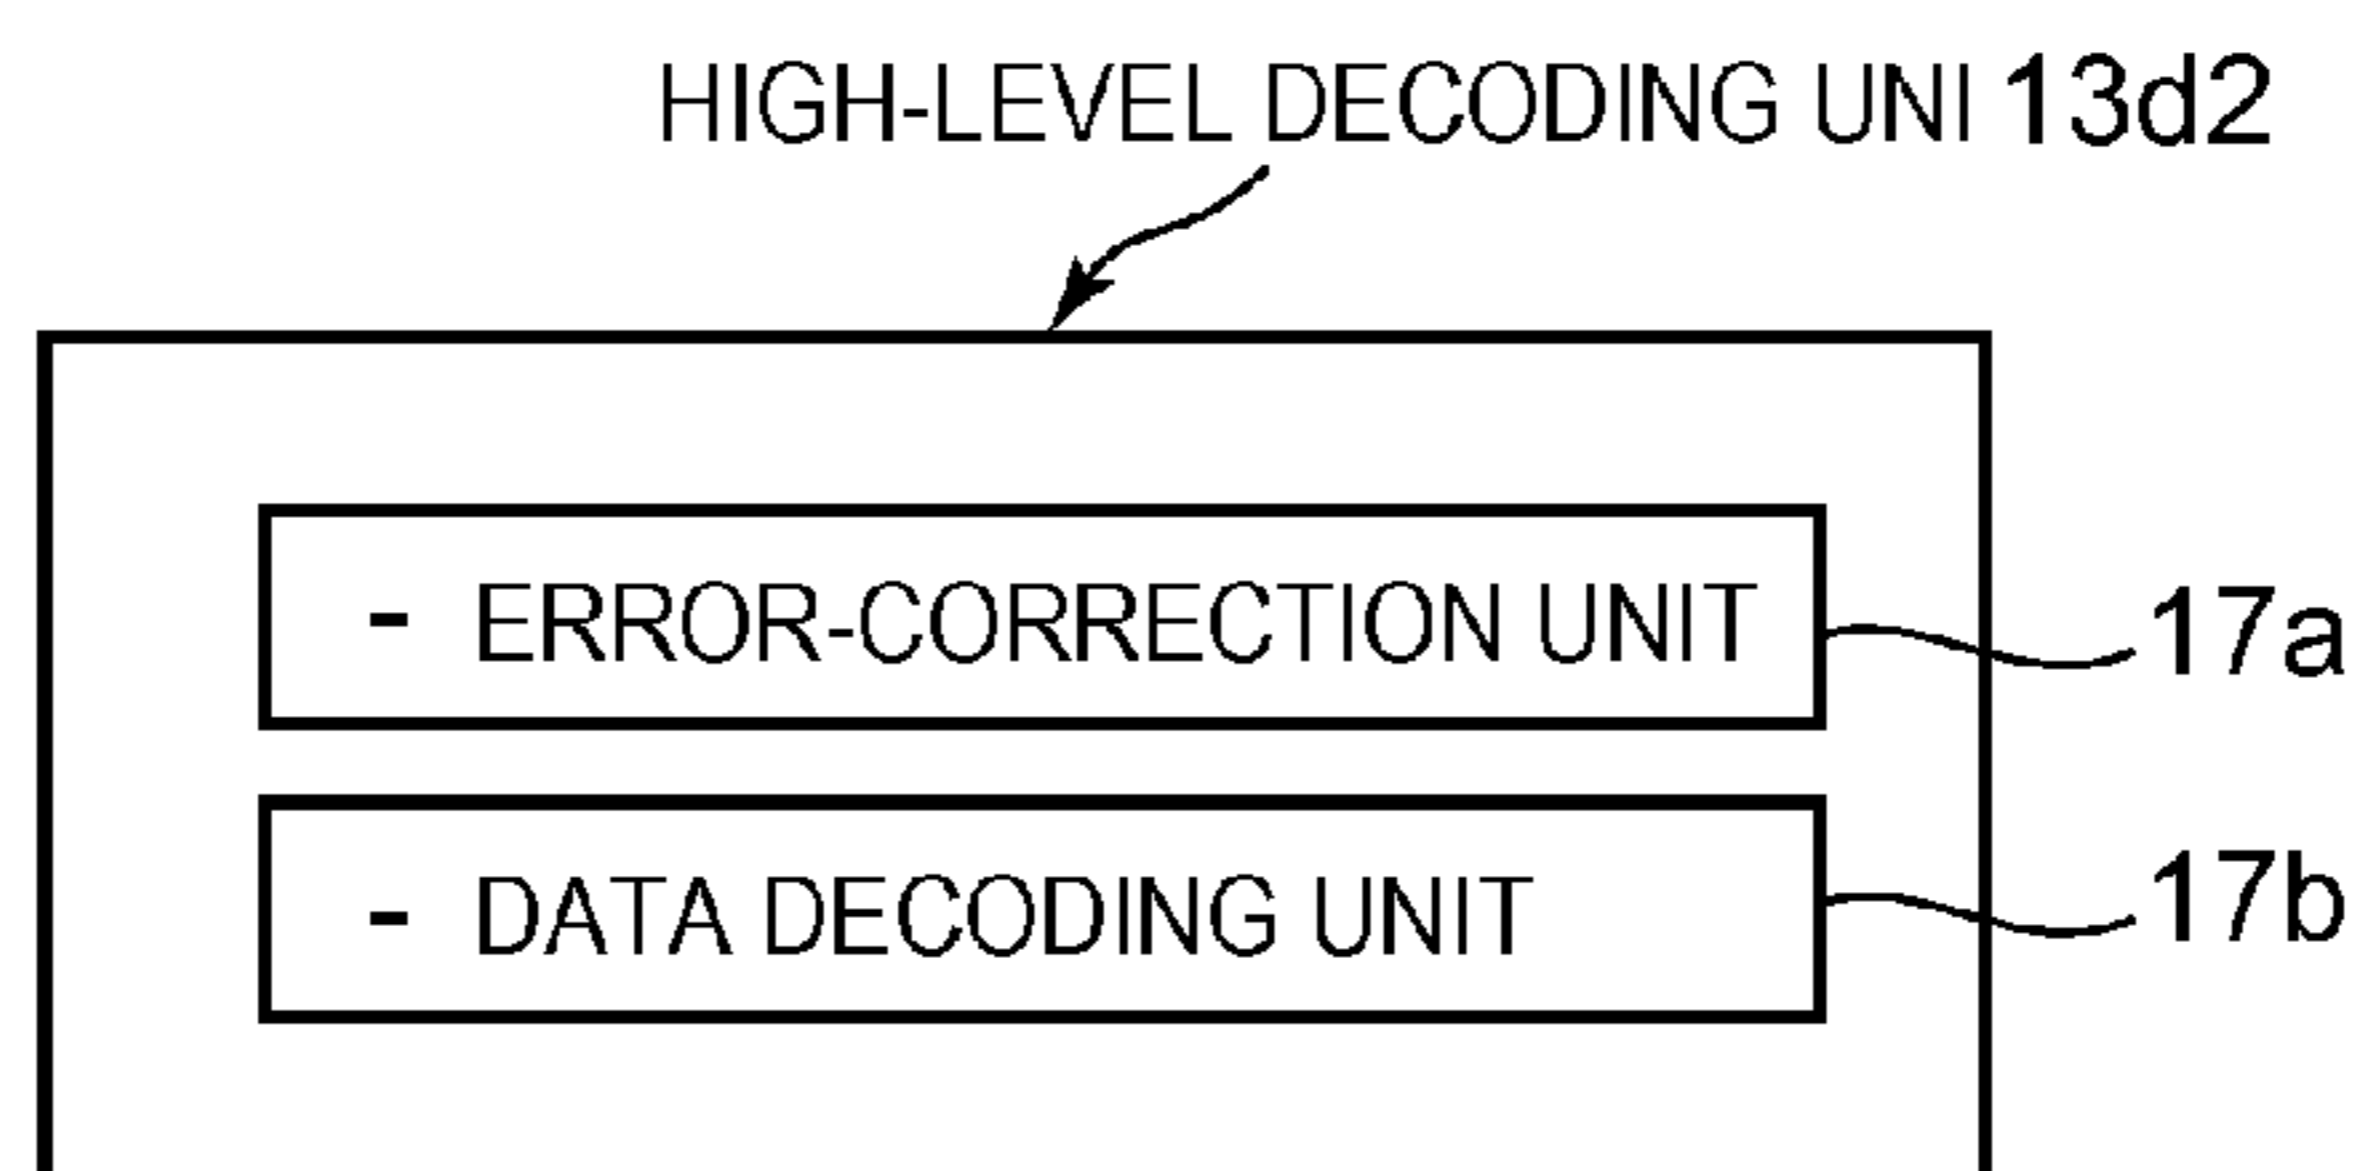 HIGH-LEVEL DECODING UNI 13d2
- ERROR-CORRECTION UNIT 17a
- DATA DECODING UNIT 17b